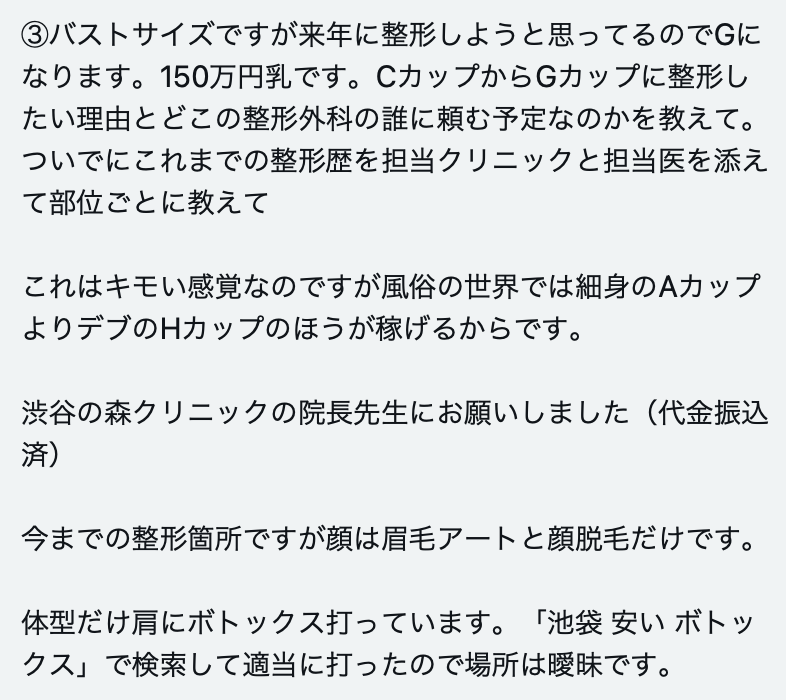 ③バストサイズですが来年に整形しようと思ってるのでGに
なります。150万円乳です。CカップからGカップに整形し
たい理由とどこの整形外科の誰に頼む予定なのかを教えて。
ついでにこれまでの整形歴を担当クリニックと担当医を添え
て部位ごとに教えて
これはキモい感覚なのですが風俗の世界では細身のAカップ
よりデブのHカップのほうが稼げるからです。
渋谷の森クリニックの院長先生にお願いしました（代金振込
済）
今までの整形箇所ですが顔は眉毛アートと顔脱毛だけです。
体型だけ肩にボトックス打っています。「池袋 安い ボトッ
クス」で検索して適当に打ったので場所は曖昧です。